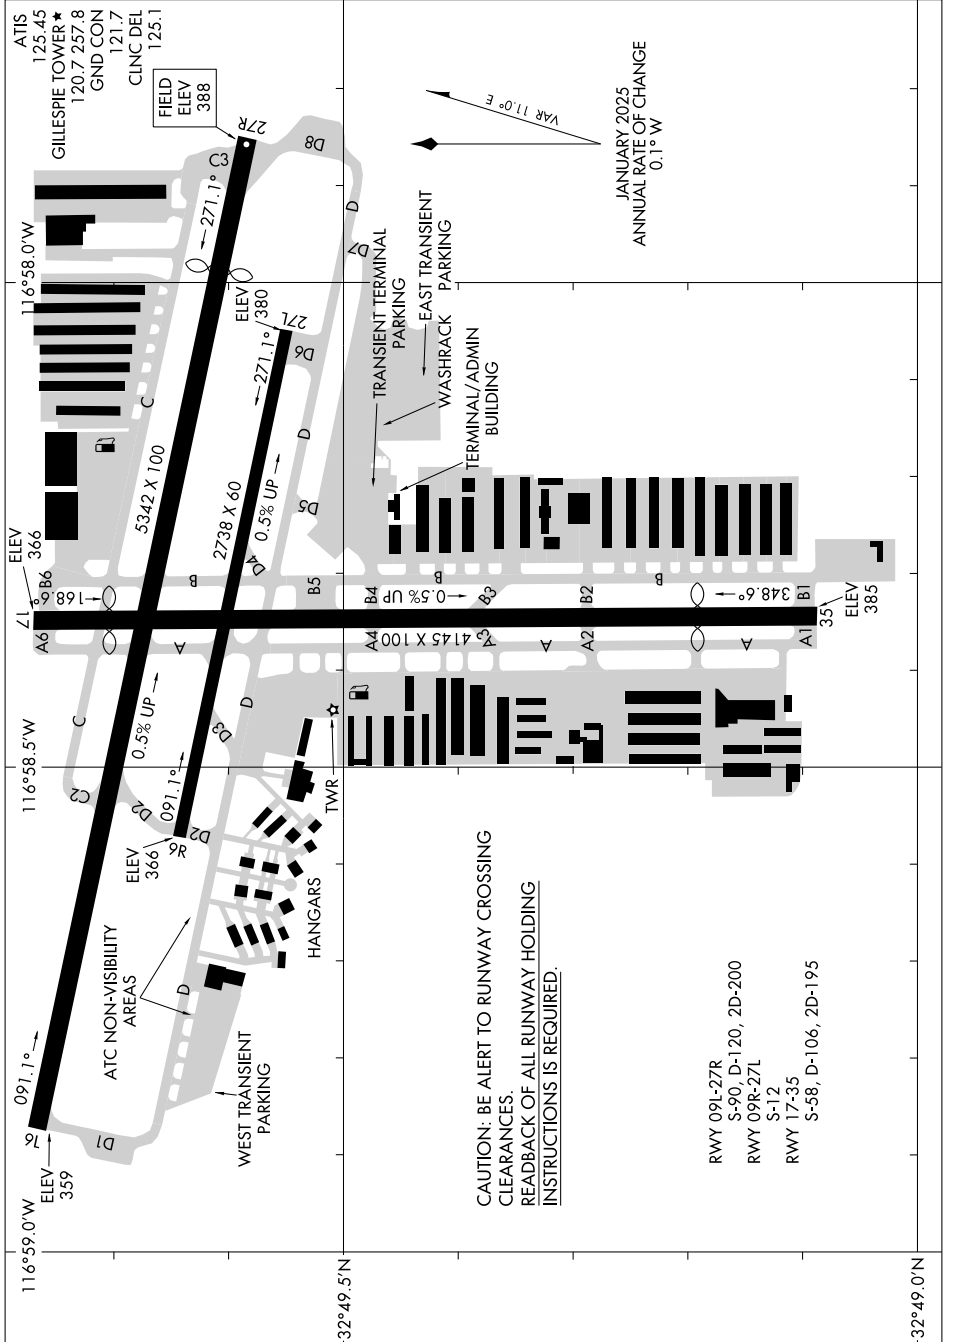 ATIS
125.45
GILLESPIE TOWER★
120.7 257.8
GND CON
121.7
CLNC DEL
125.1
FIELD
ELEV
388
27R
C3
D8
271.1°
D
D7
VAR 11.0° E
JANUARY 2025
ANNUAL RATE OF CHANGE
0.1° W
116°58.0'W
ELEV
380
27L
D6
271.1°
C
D
5342 X 100
2738 X 60
0.5% UP
D5
D4
TRANSIENT TERMINAL
PARKING
EAST TRANSIENT
PARKING
WASHRACK
TERMINAL/ADMIN
BUILDING
ELEV
366
B6
B
B5
B4
B
B3
B2
B
B1
17
168.6°
0.5% UP
348.6°
35
ELEV
385
A6
A
A4
4145 X 100
A3
A
A2
A
A1
C
0.5% UP
D
D3
116°58.5'W
C2
D2
091.1°
D2
9R
ELEV
366
TWR
HANGARS
ATC NON-VISIBILITY
AREAS
D
WEST TRANSIENT
PARKING
091.1°
9L
D1
ELEV
359
116°59.0'W
CAUTION: BE ALERT TO RUNWAY CROSSING
CLEARANCES.
READBACK OF ALL RUNWAY HOLDING
INSTRUCTIONS IS REQUIRED.
RWY 09L-27R
S-90, D-120, 2D-200
RWY 09R-27L
S-12
RWY 17-35
S-58, D-106, 2D-195
32°49.5'N
32°49.0'N